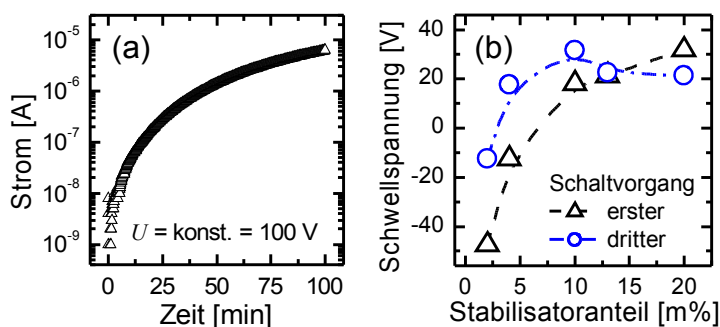 (a)
Strom [A]
10⁻⁵
10⁻⁶
10⁻⁷
10⁻⁸
10⁻⁹
U = konst. = 100 V
0 25 50 75 100
Zeit [min]
(b)
Schwellspannung [V]
40
20
0
-20
-40
Schaltvorgang
erster
dritter
0 5 10 15 20
Stabilisatoranteil [m%]